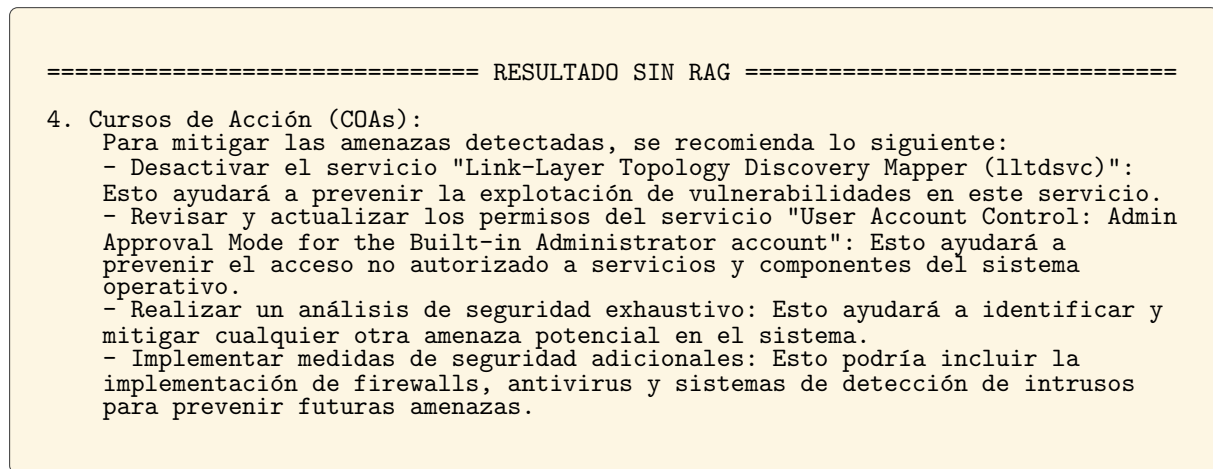 =============================== RESULTADO SIN RAG ===============================
4. Cursos de Acción (COAs):
Para mitigar las amenazas detectadas, se recomienda lo siguiente:
- Desactivar el servicio "Link-Layer Topology Discovery Mapper (lltdsvc)":
Esto ayudará a prevenir la explotación de vulnerabilidades en este servicio.
- Revisar y actualizar los permisos del servicio "User Account Control: Admin
Approval Mode for the Built-in Administrator account": Esto ayudará a
prevenir el acceso no autorizado a servicios y componentes del sistema
operativo.
- Realizar un análisis de seguridad exhaustivo: Esto ayudará a identificar y
mitigar cualquier otra amenaza potencial en el sistema.
- Implementar medidas de seguridad adicionales: Esto podría incluir la
implementación de firewalls, antivirus y sistemas de detección de intrusos
para prevenir futuras amenazas.